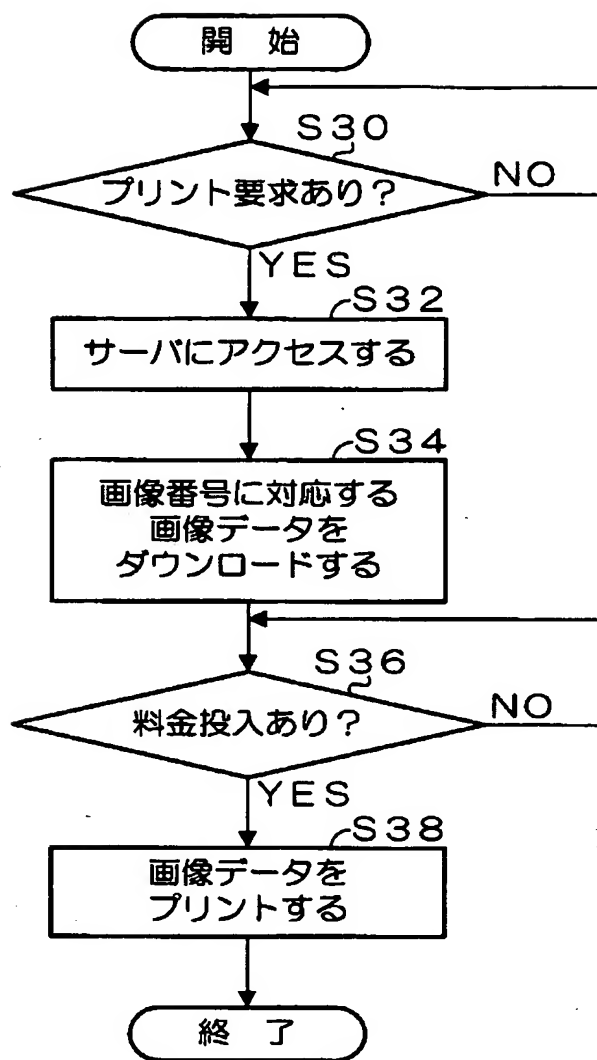 開 始
S30
プリント要求あり?
NO
YES
S32
サーバにアクセスする
S34
画像番号に対応する
画像データを
ダウンロードする
S36
料金投入あり?
NO
YES
S38
画像データを
プリントする
終 了